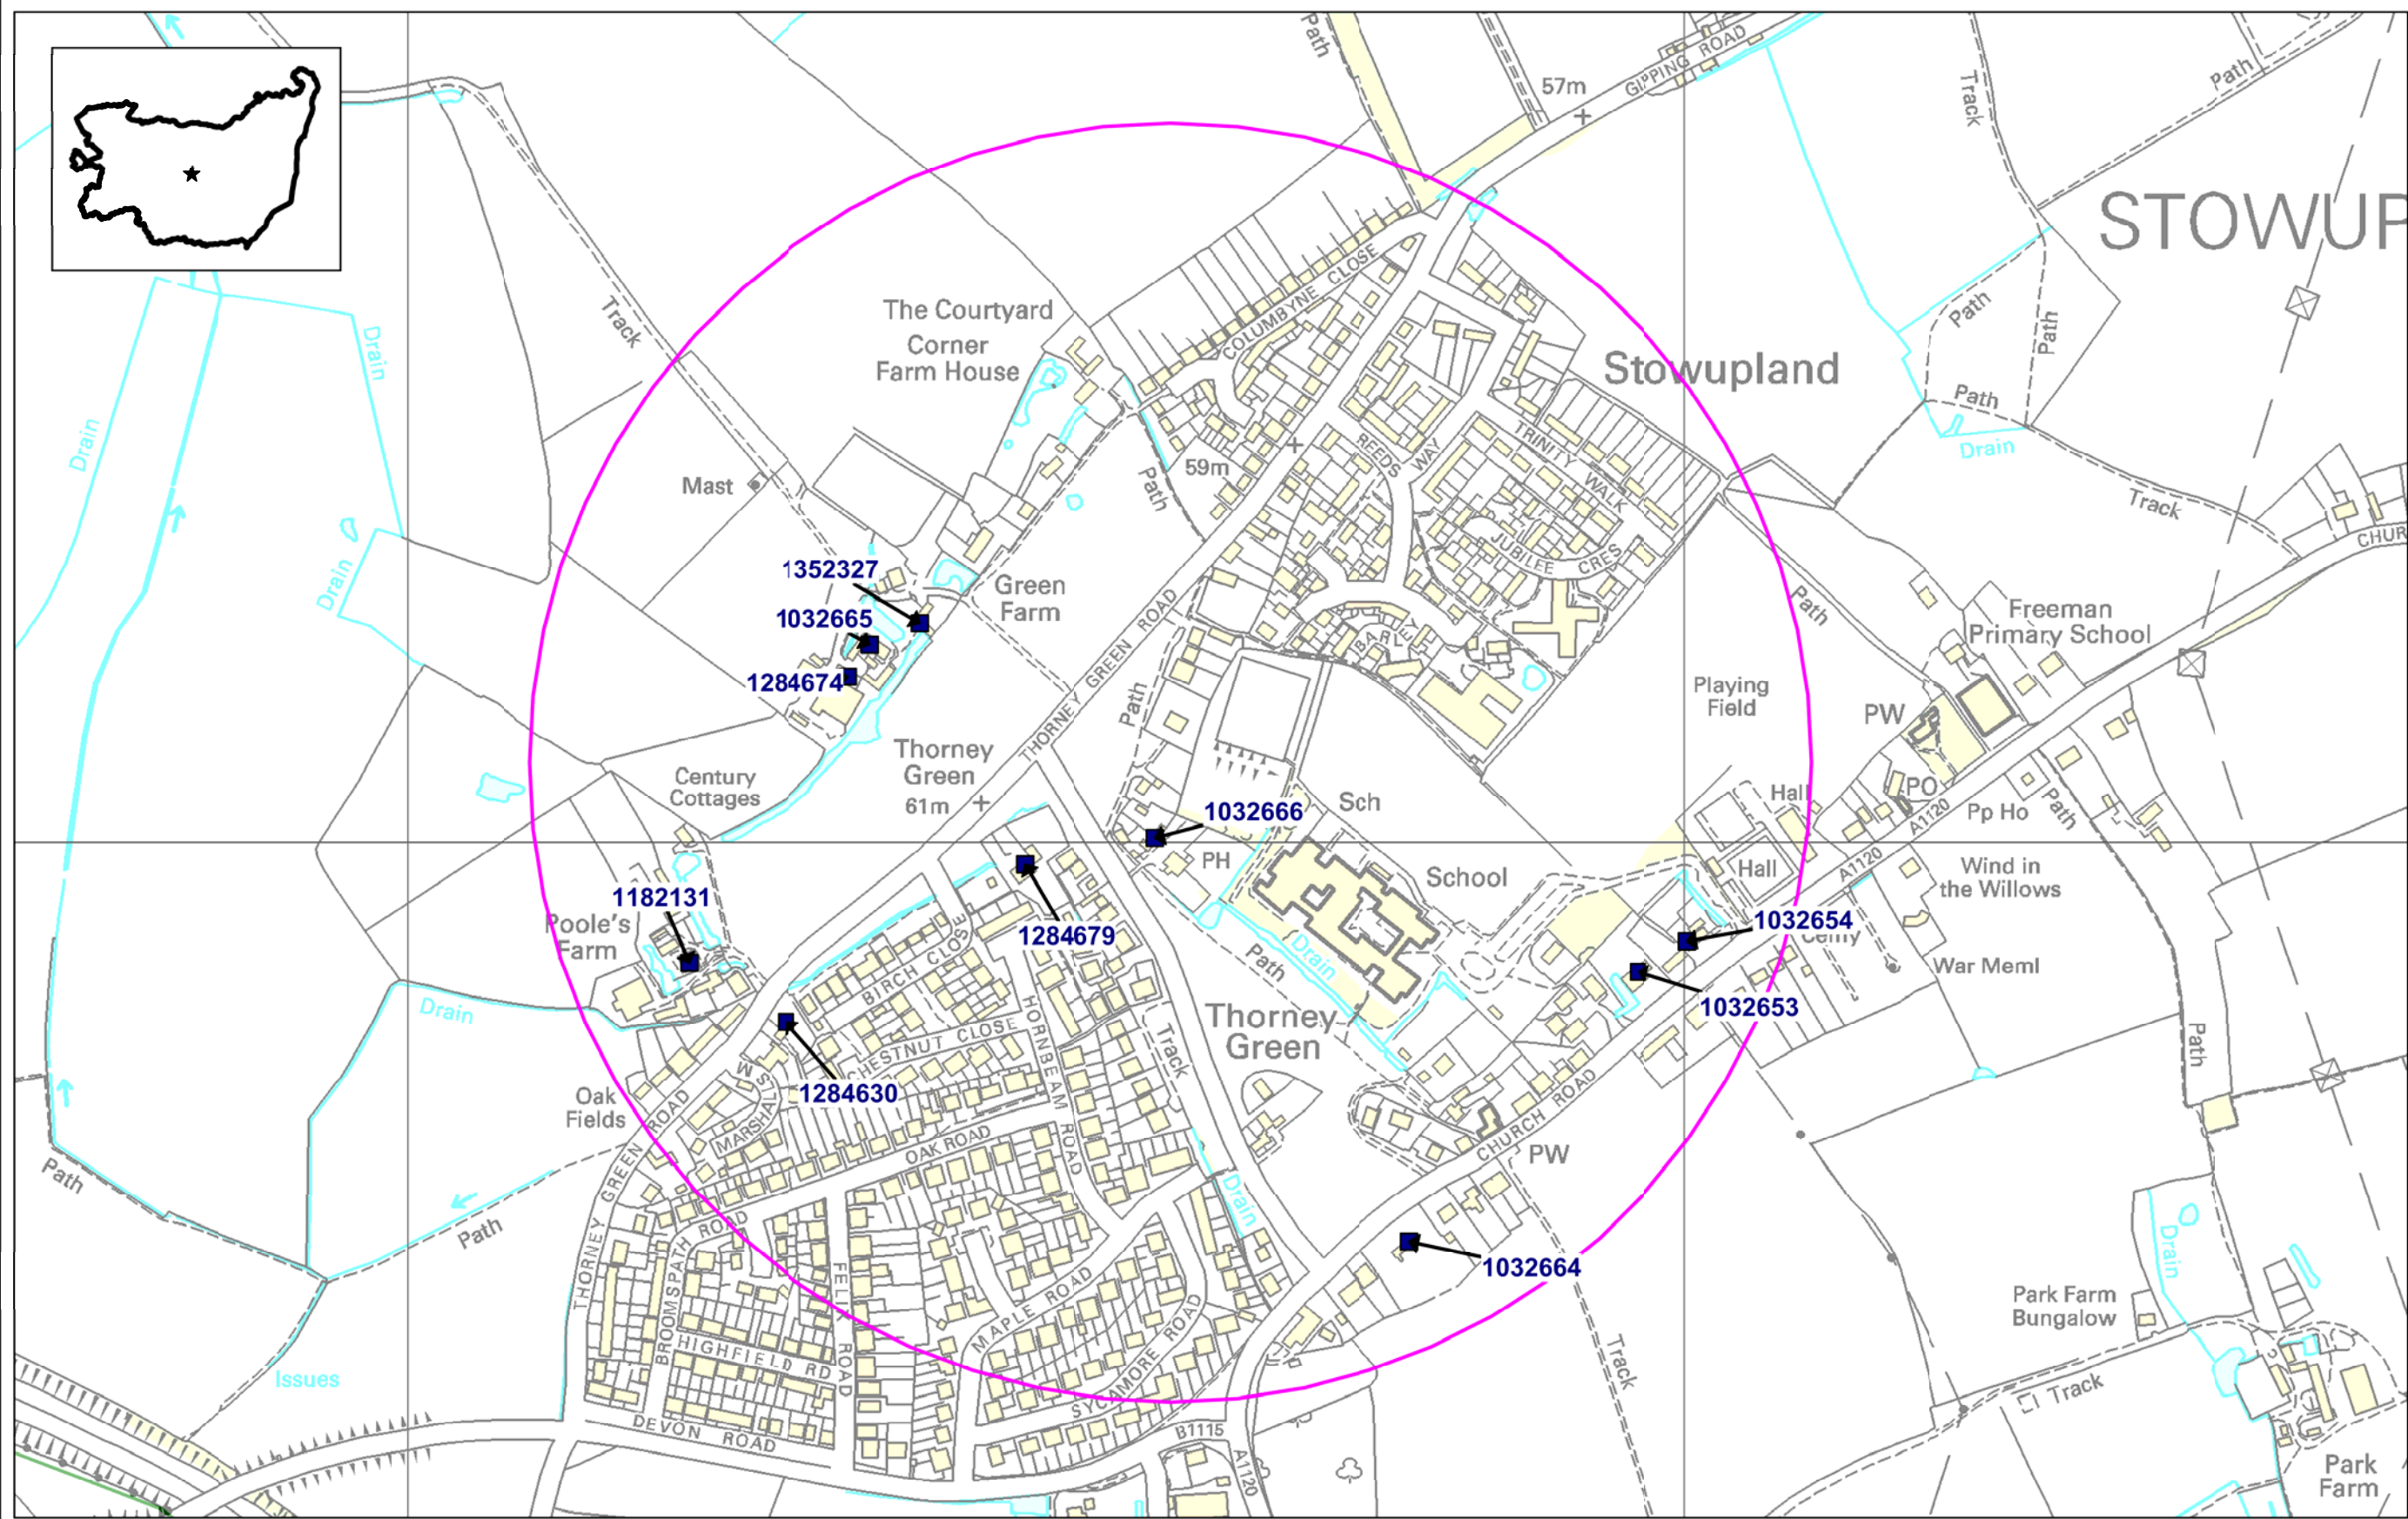 Path
57m
GIPPING ROAD
Track
Path
STOWUP
Track
The Courtyard
Corner
Farm House
COLUMBYNE CLOSE
Stowupland
Path
Path
Path
Drain
Drain
Drain
Mast
Path
59m
REEDS WAY
TRINITY WALK
Track
CHUR
1352327
JUBILEE CRES
Drain
Green
Farm
1032665
THORNEY GREEN ROAD
BARLEY
Path
Freeman
Primary School
1284674
Path
Playing
Field
PW
Thorney
Green
61m
Century
Cottages
1032666
Sch
Hall
PO
A1120
Pp Ho
Path
PH
School
Hall
A1120
Wind in
the Willows
1182131
Poole's
Farm
1284679
1032654
Cemy
War Meml
BIRCH CLOSE
Path
Drain
1032653
Drain
Thorney
Green
CHESTNUT CLOSE
HORNBEAM ROAD
Track
Path
1284630
MARSHALLS M
Oak
Fields
OAK ROAD
CHURCH ROAD
PW
Path
Path
THORNEY GREEN ROAD
BROOMSPATH ROAD
Drain
Drain
1032664
FELIX ROAD
MAPLE ROAD
SYCAMORE ROAD
Park Farm
Bungalow
HIGHFIELD RD
Issues
Track
Track
DEVON ROAD
B1115
A1120
Park
Farm